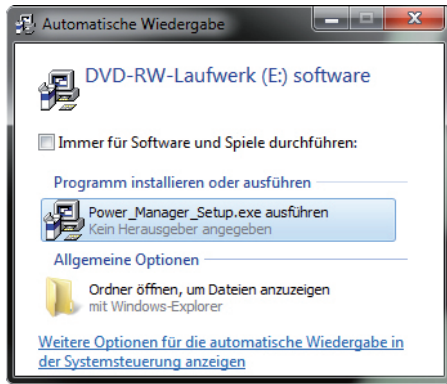 Automatische Wiedergabe
DVD-RW-Laufwerk (E:) software
Immer für Software und Spiele durchführen:
Programm installieren oder ausführen
Power_Manager_Setup.exe ausführen
Kein Herausgeber angegeben
Allgemeine Optionen
Ordner öffnen, um Dateien anzuzeigen
mit Windows-Explorer
Weitere Optionen für die automatische Wiedergabe in
der Systemsteuerung anzeigen